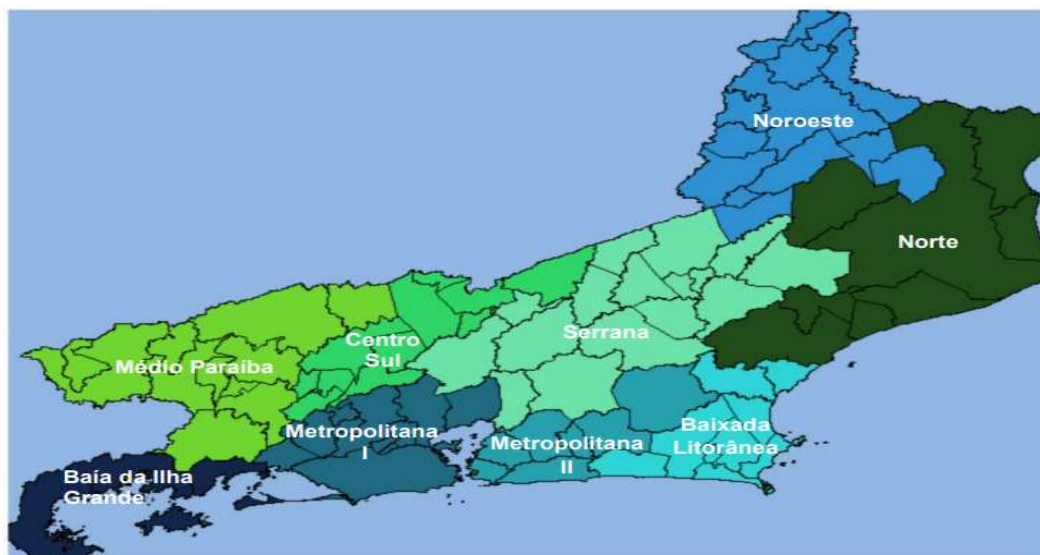 Noroeste
Norte
Serrana
Centro
Sul
Médio Paraíba
Baixada
Litorânea
Metropolitana
I
Metropolitana
II
Baía da Ilha
Grande